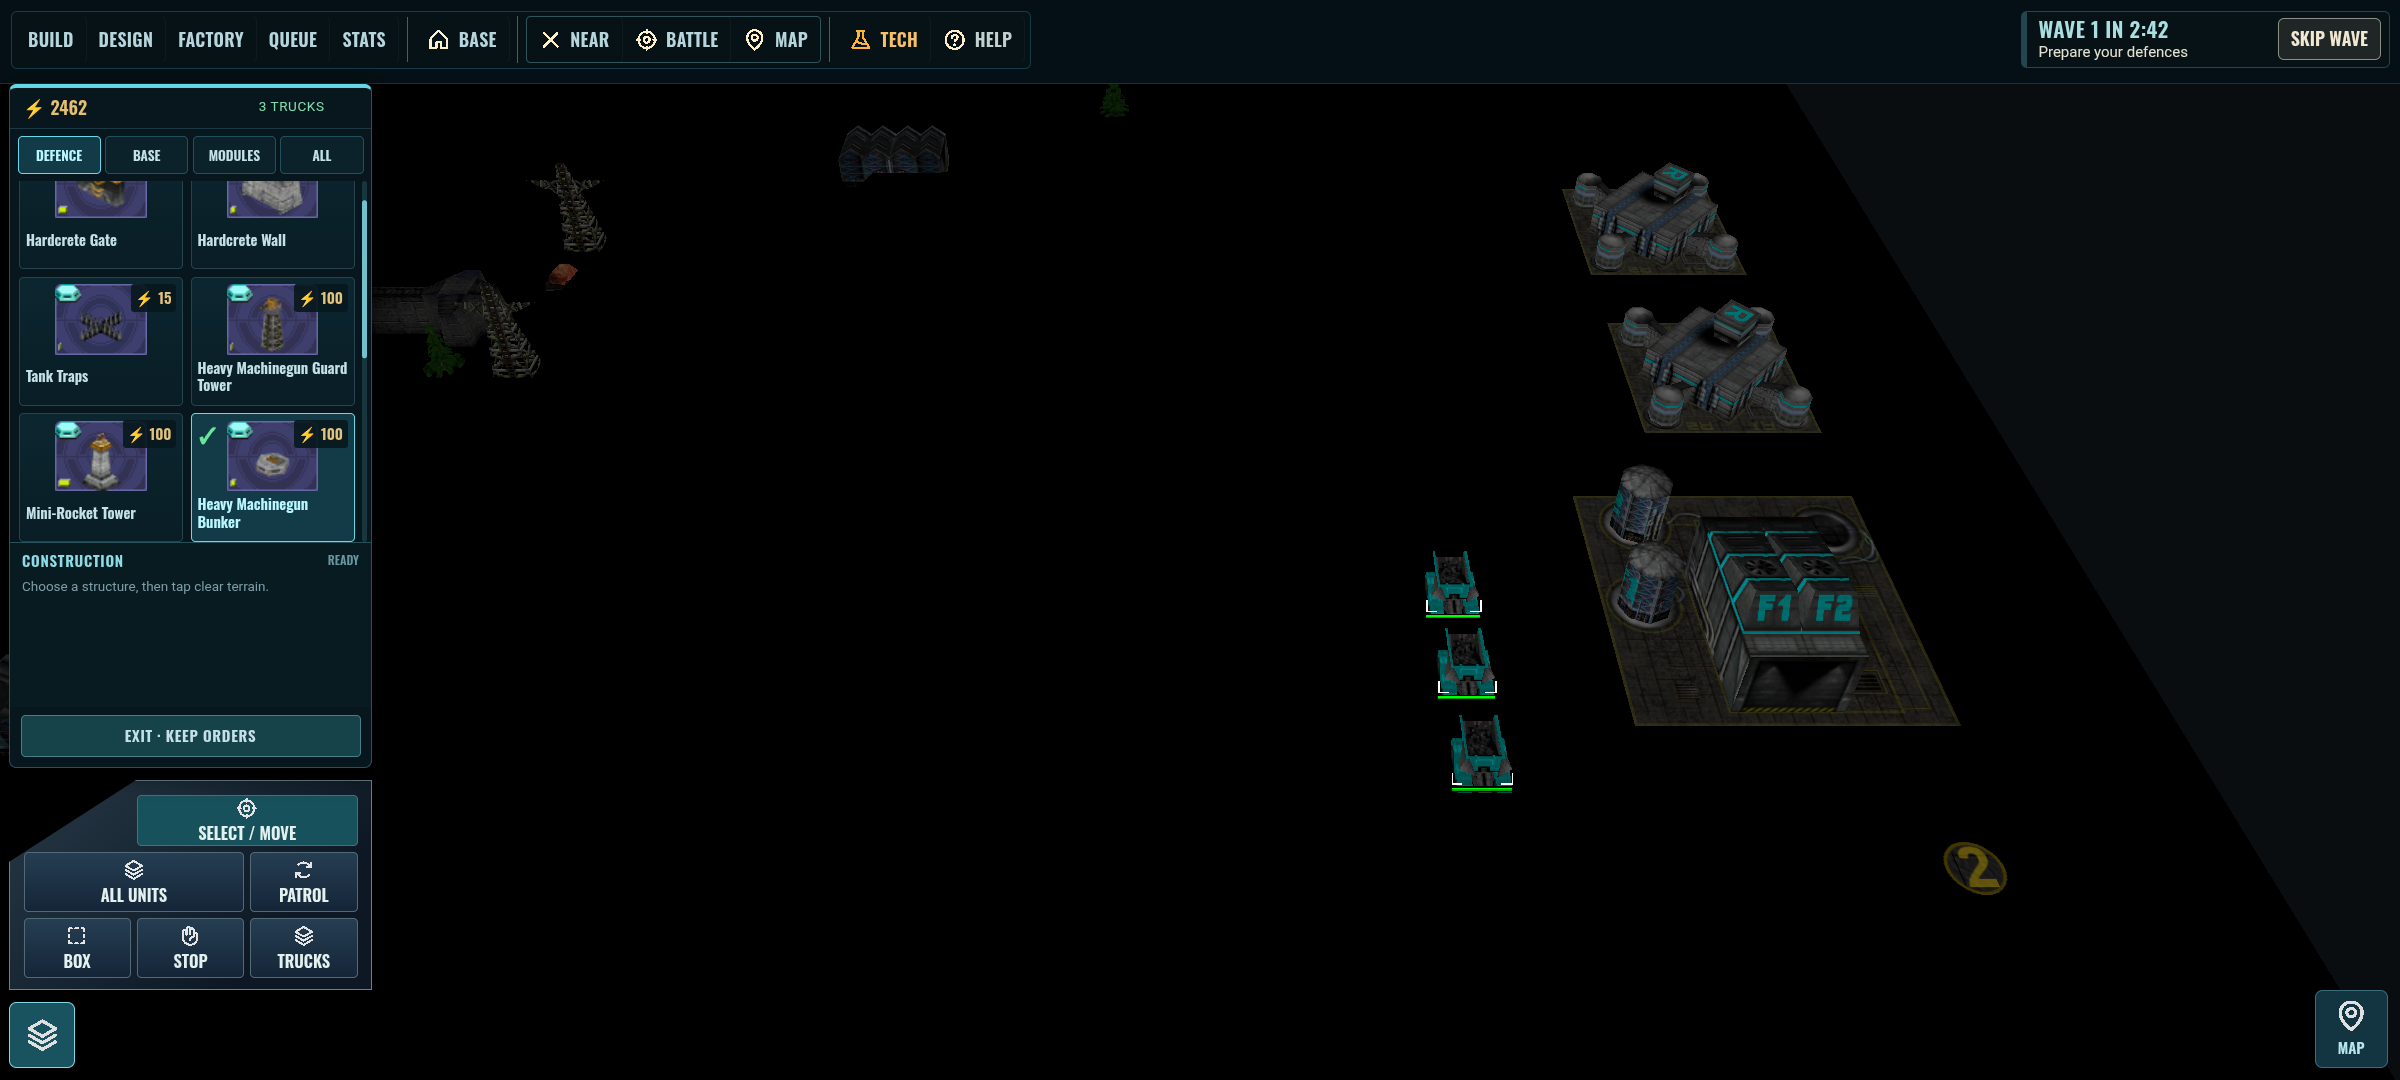 BUILD DESIGN FACTORY QUEUE STATS BASE NEAR BATTLE MAP TECH HELP
WAVE 1 IN 2:42
Prepare your defences
SKIP WAVE
2462
3 TRUCKS
DEFENCE BASE MODULES ALL
Hardcrete Gate
Hardcrete Wall
15
Tank Traps
100
Heavy Machinegun Guard
Tower
100
Mini-Rocket Tower
100
Heavy Machinegun
Bunker
CONSTRUCTION
READY
Choose a structure, then tap clear terrain.
EXIT · KEEP ORDERS
SELECT / MOVE
ALL UNITS
PATROL
BOX
STOP
TRUCKS
R
R
F1 F2
2
MAP